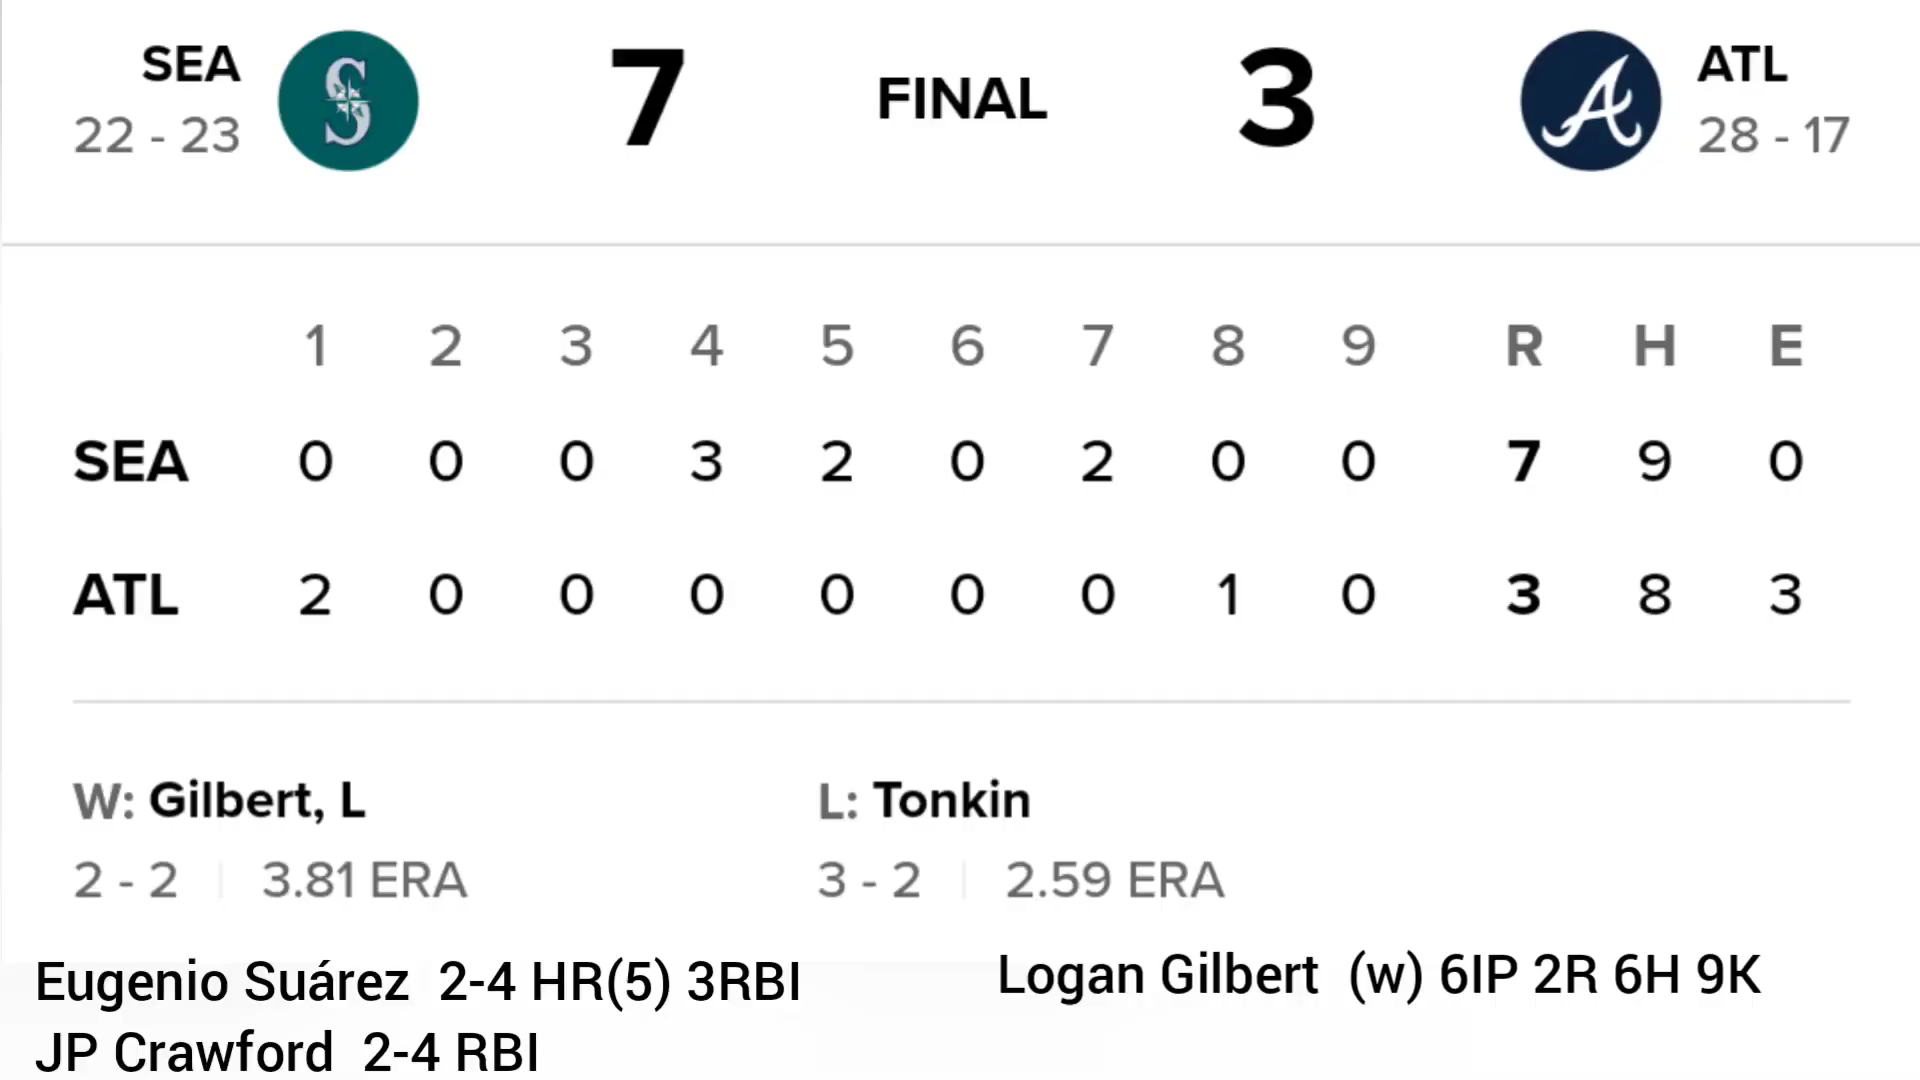 SEA 7 FINAL 3 ATL
22 - 23 28 - 17
1 2 3 4 5 6 7 8 9 R H E
SEA 0 0 0 3 2 0 2 0 0 7 9 0
ATL 2 0 0 0 0 0 0 1 0 3 8 3
W: Gilbert, L L: Tonkin
2 - 2 3.81 ERA 3 - 2 2.59 ERA
Eugenio Suárez 2-4 HR(5) 3RBI Logan Gilbert (w) 6IP 2R 6H 9K
JP Crawford 2-4 RBI